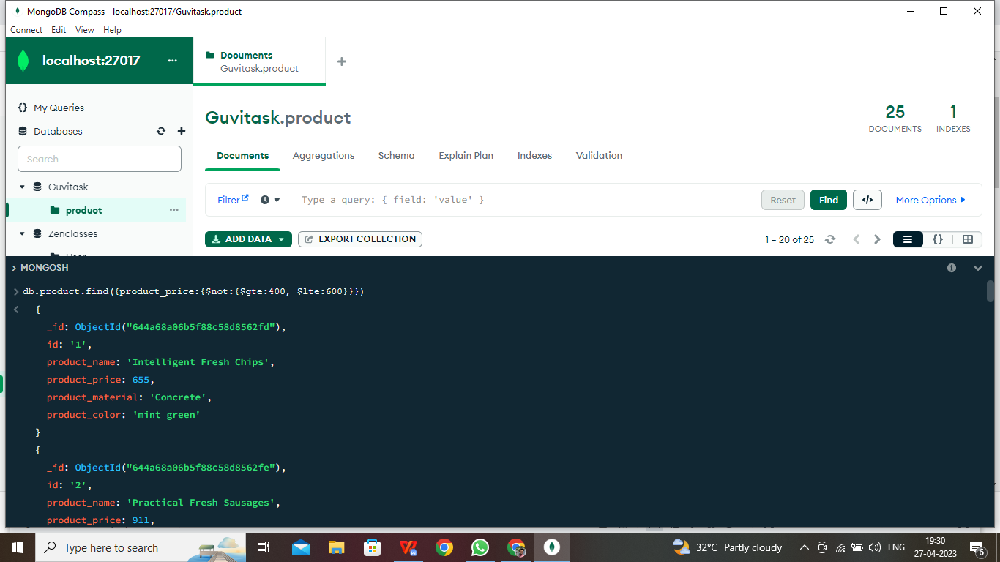 MongoDB Compass - localhost:27017/Guvitask.product
Connect Edit View Help
localhost:27017 ...
Documents
Guvitask.product
{} My Queries
Databases
Search
Guvitask
product ...
Zenclasses
Guvitask.product
25
DOCUMENTS
1
INDEXES
Documents Aggregations Schema Explain Plan Indexes Validation
Filter Type a query: { field: 'value' } Reset Find </> More Options
ADD DATA EXPORT COLLECTION 1 – 20 of 25 {}
>_MONGOSH
> db.product.find({product_price:{$not:{$gte:400, $lte:600}}})
< {
_id: ObjectId("644a68a06b5f88c58d8562fd"),
id: '1',
product_name: 'Intelligent Fresh Chips',
product_price: 655,
product_material: 'Concrete',
product_color: 'mint green'
}
{
_id: ObjectId("644a68a06b5f88c58d8562fe"),
id: '2',
product_name: 'Practical Fresh Sausages',
product_price: 911,
Type here to search
32°C Partly cloudy
ENG
19:30
27-04-2023
6